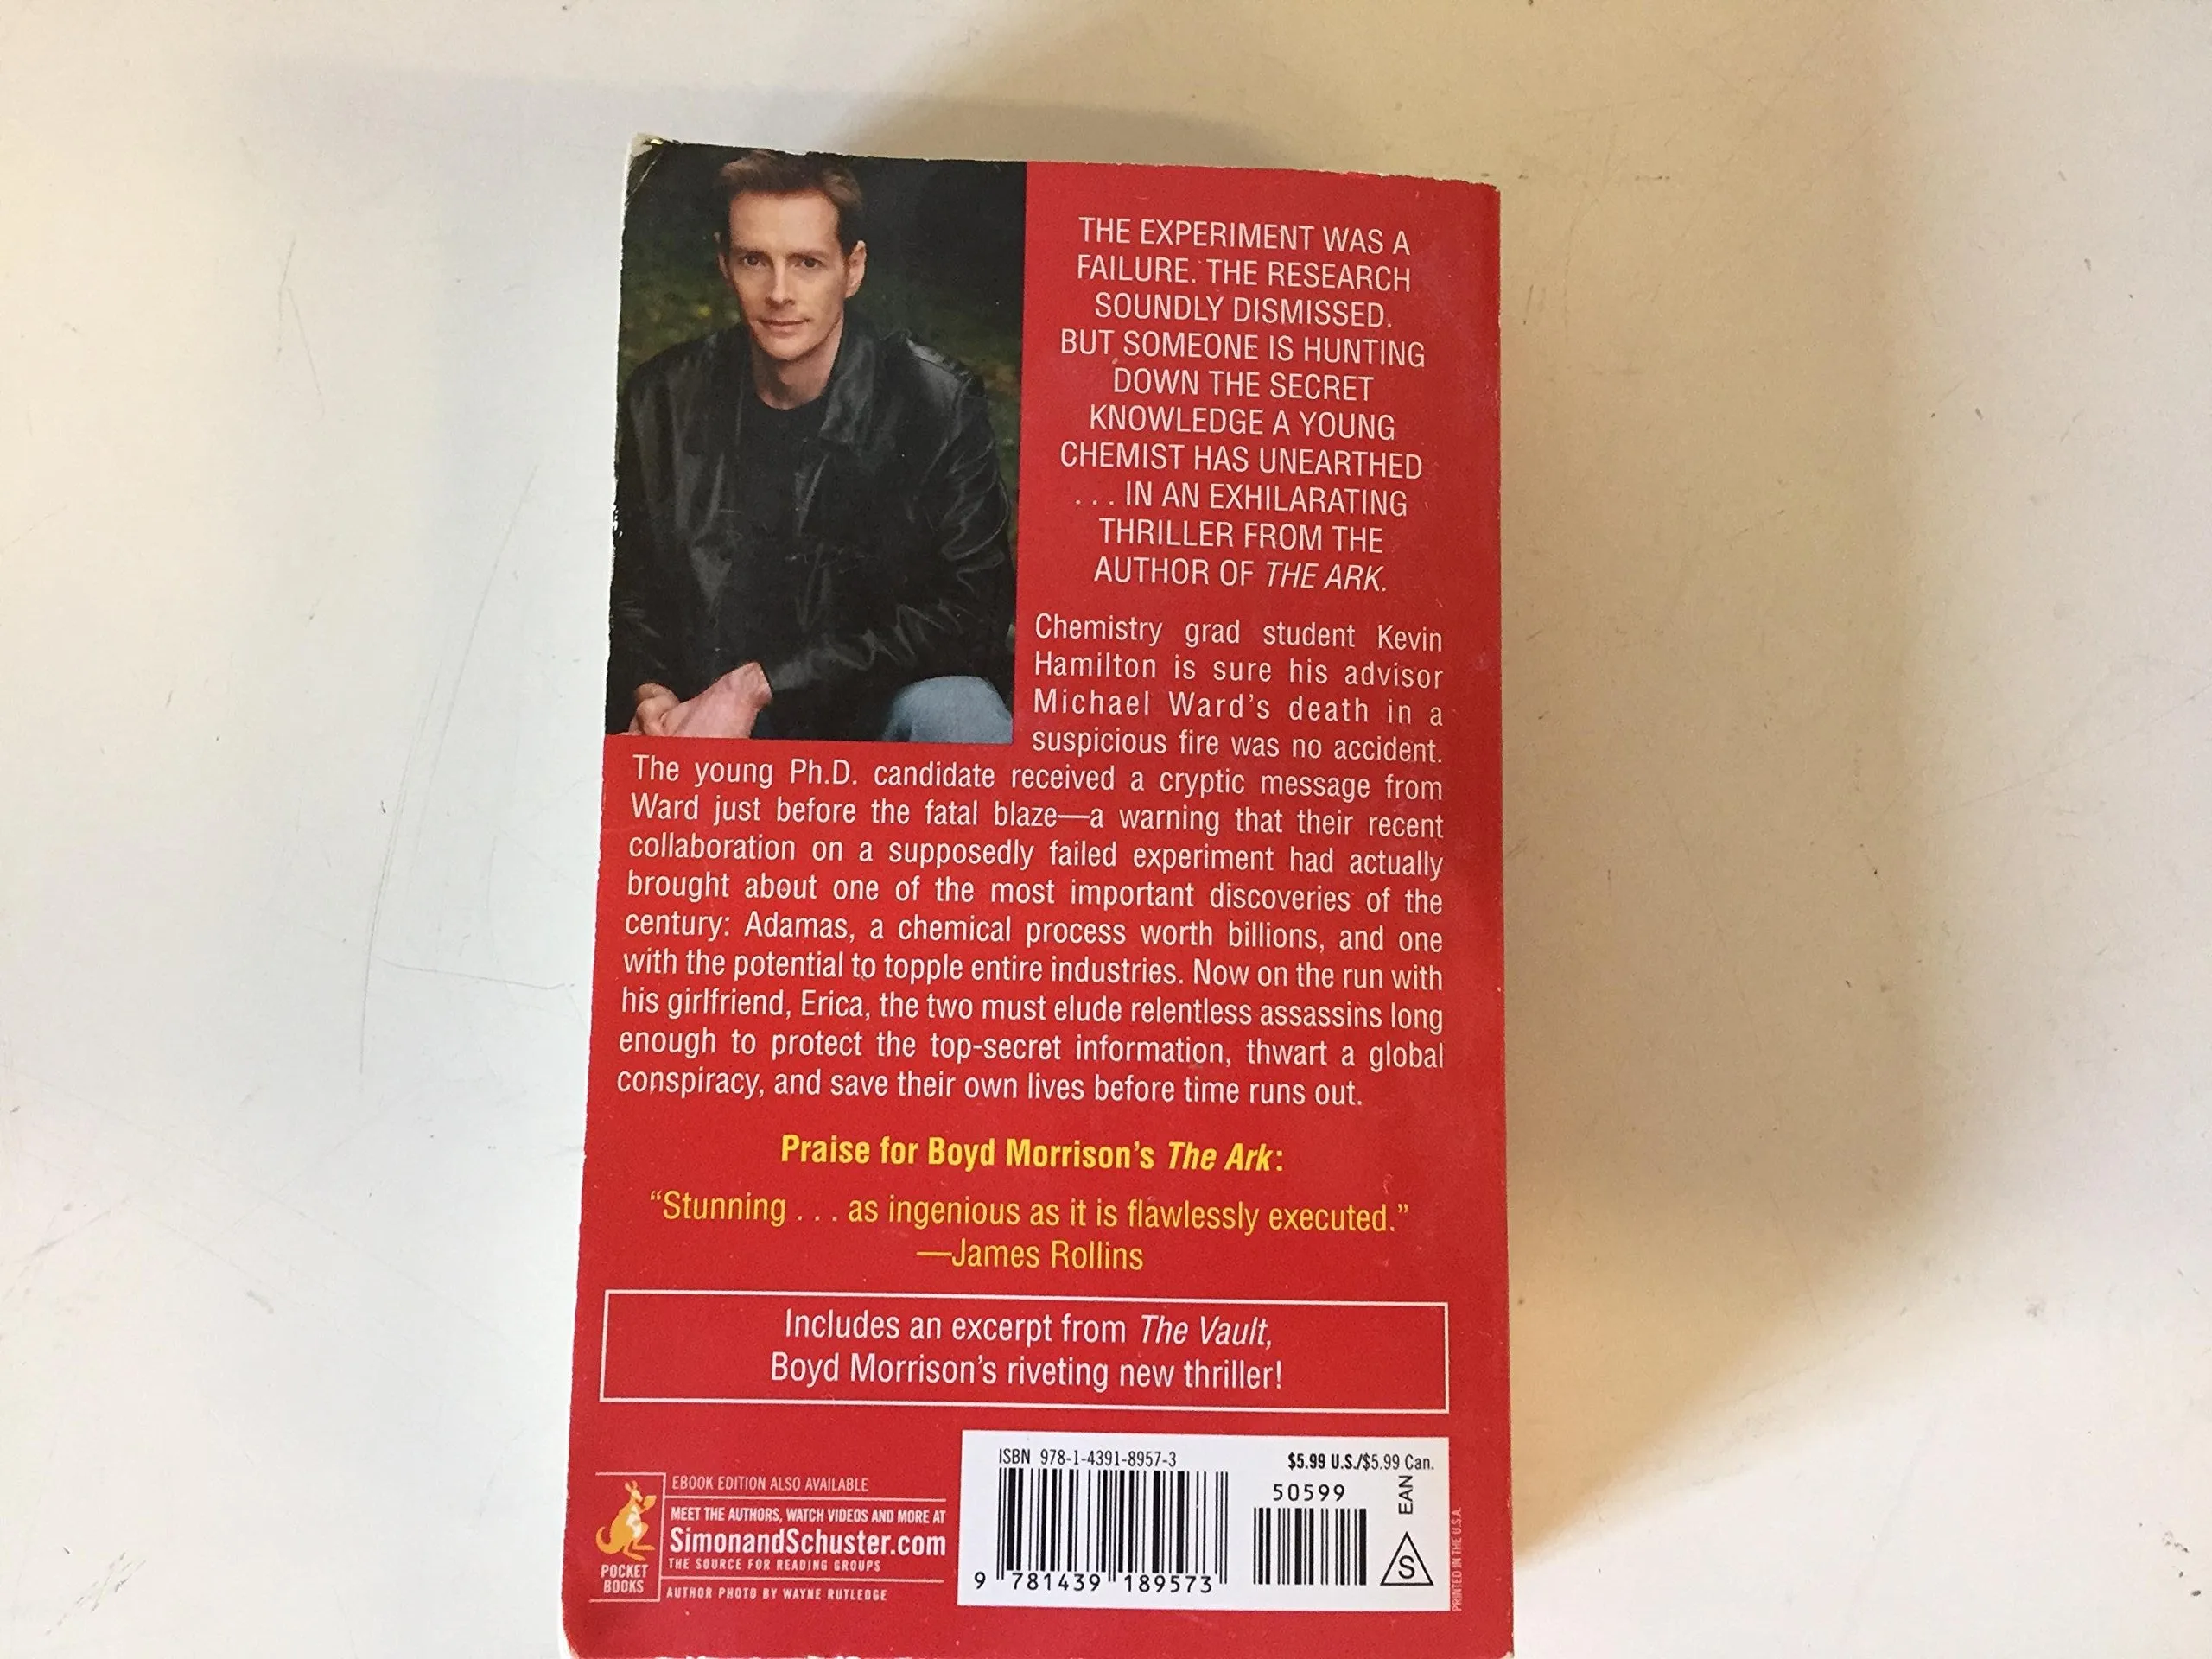 THE EXPERIMENT WAS A
FAILURE. THE RESEARCH
SOUNDLY DISMISSED.
BUT SOMEONE IS HUNTING
DOWN THE SECRET
KNOWLEDGE A YOUNG
CHEMIST HAS UNEARTHED
. . . IN AN EXHILARATING
THRILLER FROM THE
AUTHOR OF THE ARK.
Chemistry grad student Kevin
Hamilton is sure his advisor
Michael Ward's death in a
suspicious fire was no accident.
The young Ph.D. candidate received a cryptic message from
Ward just before the fatal blaze—a warning that their recent
collaboration on a supposedly failed experiment had actually
brought about one of the most important discoveries of the
century: Adamas, a chemical process worth billions, and one
with the potential to topple entire industries. Now on the run with
his girlfriend, Erica, the two must elude relentless assassins long
enough to protect the top-secret information, thwart a global
conspiracy, and save their own lives before time runs out.
Praise for Boyd Morrison's The Ark:
“Stunning . . . as ingenious as it is flawlessly executed.”
—James Rollins
Includes an excerpt from The Vault,
Boyd Morrison's riveting new thriller!
POCKET
BOOKS
EBOOK EDITION ALSO AVAILABLE
MEET THE AUTHORS, WATCH VIDEOS AND MORE AT
SimonandSchuster.com
THE SOURCE FOR READING GROUPS
AUTHOR PHOTO BY WAYNE RUTLEDGE
ISBN 978-1-4391-8957-3
$5.99 U.S./$5.99 Can.
50599
EAN
S
9 781439 189573
PRINTED IN THE U.S.A.